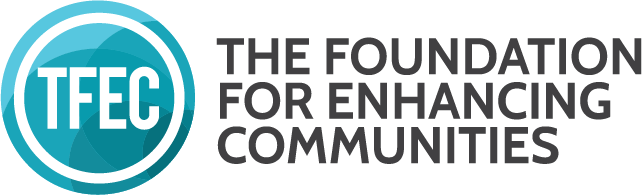 TFEC
THE FOUNDATION
FOR ENHANCING
COMMUNITIES